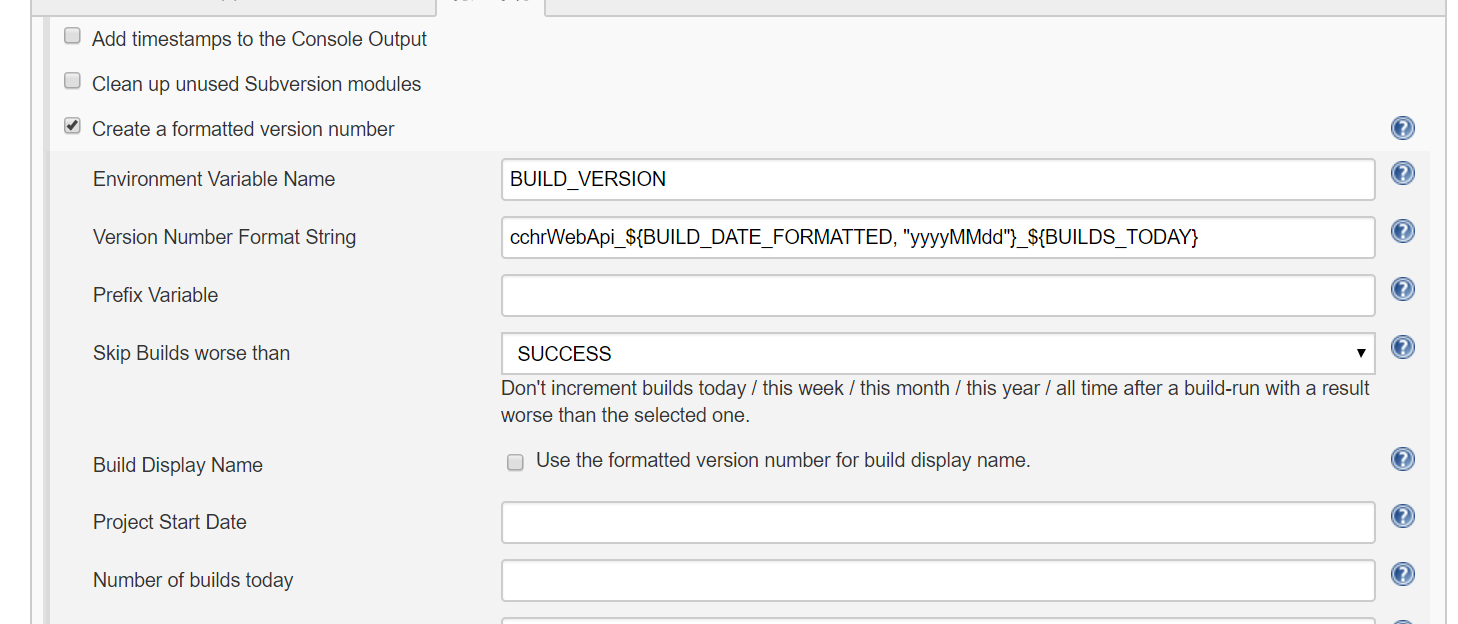 Add timestamps to the Console Output
Clean up unused Subversion modules
Create a formatted version number
Environment Variable Name
BUILD_VERSION
Version Number Format String
cchrWebApi_${BUILD_DATE_FORMATTED, "yyyyMMdd"}_${BUILDS_TODAY}
Prefix Variable
Skip Builds worse than
SUCCESS
Don't increment builds today / this week / this month / this year / all time after a build-run with a result
worse than the selected one.
Build Display Name
Use the formatted version number for build display name.
Project Start Date
Number of builds today